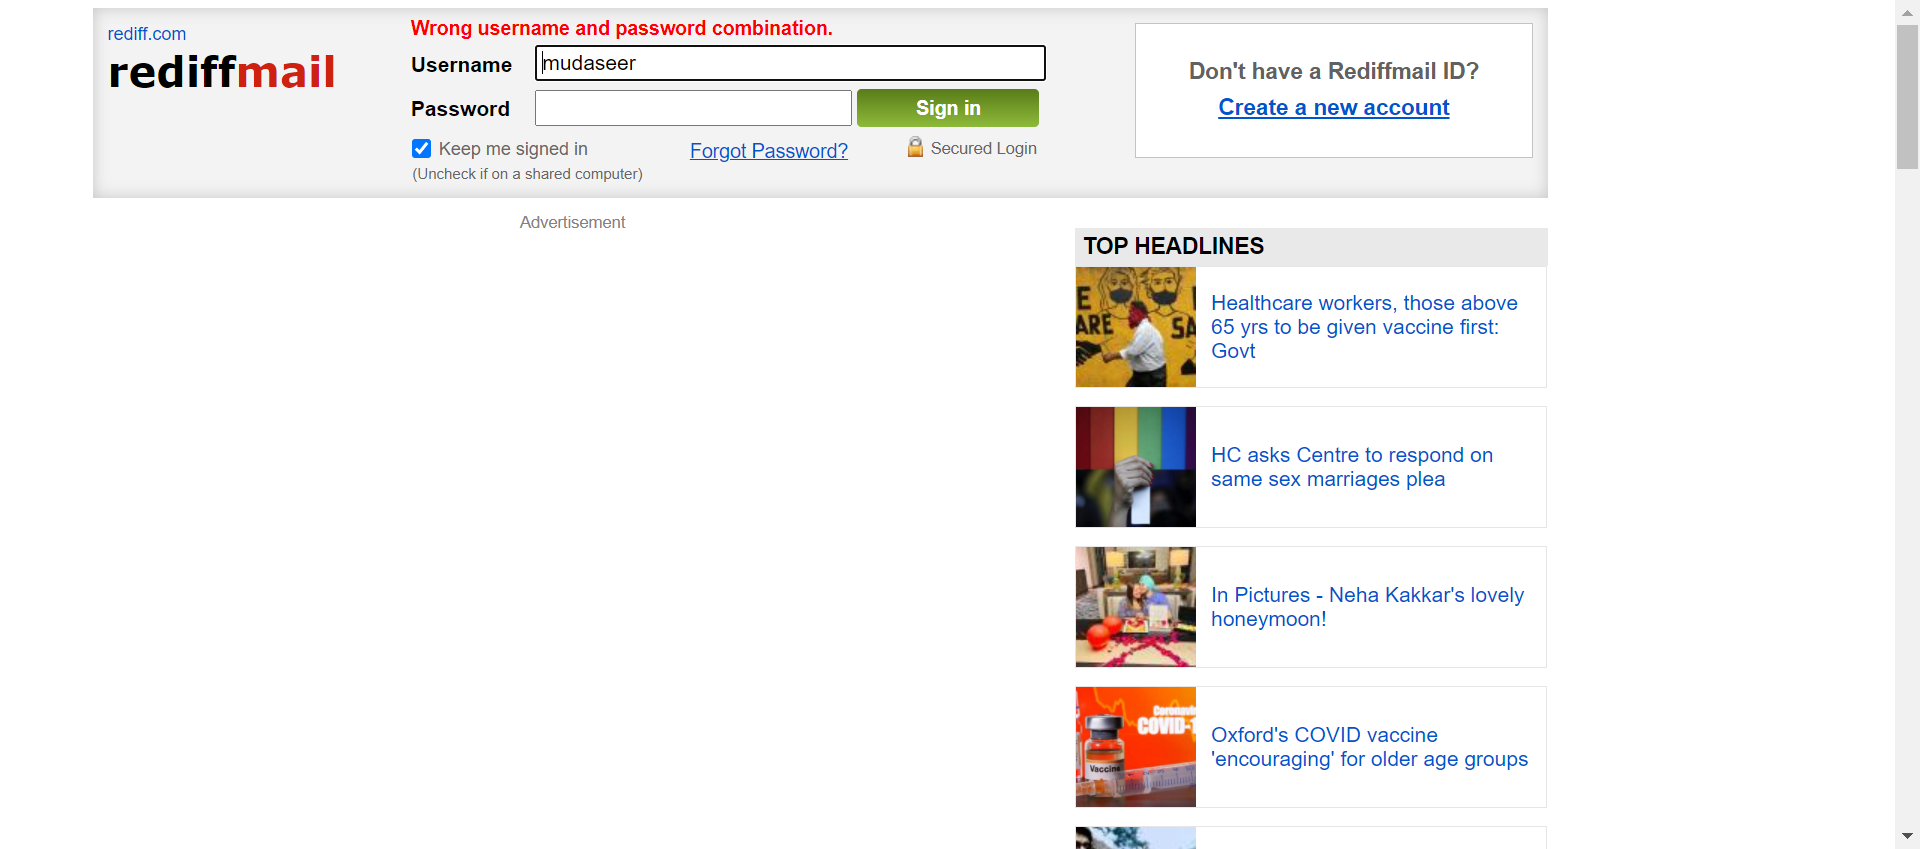 rediff.com
rediffmail
Wrong username and password combination.
Username
mudaseer
Password
Sign in
Keep me signed in
(Uncheck if on a shared computer)
Forgot Password?
Secured Login
Don't have a Rediffmail ID?
Create a new account
Advertisement
TOP HEADLINES
ARE
SA
Healthcare workers, those above
65 yrs to be given vaccine first:
Govt
HC asks Centre to respond on
same sex marriages plea
In Pictures - Neha Kakkar's lovely
honeymoon!
COVID-1
Vaccine
Oxford's COVID vaccine
'encouraging' for older age groups